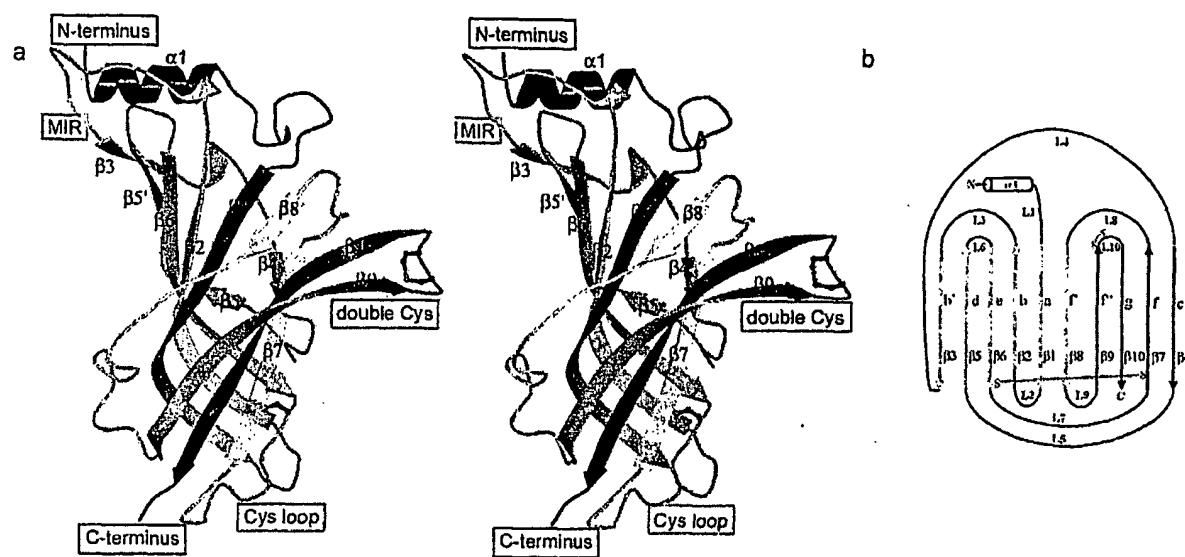 a
N-terminus
α1
MIR
β3
β5'
β6
β2
β8
β9
double Cys
β7
Cys loop
C-terminus
N-terminus
α1
MIR
β3
β5'
β2
β8
double Cys
β7
Cys loop
C-terminus
b
L4
N
α1
L1
L3
L8
L6
L10
b' d e b a f' g f c
β3 β5 β6 β2 β1 β8 β9 β10 β7 β
S S
L2
L9
C
L7
L5